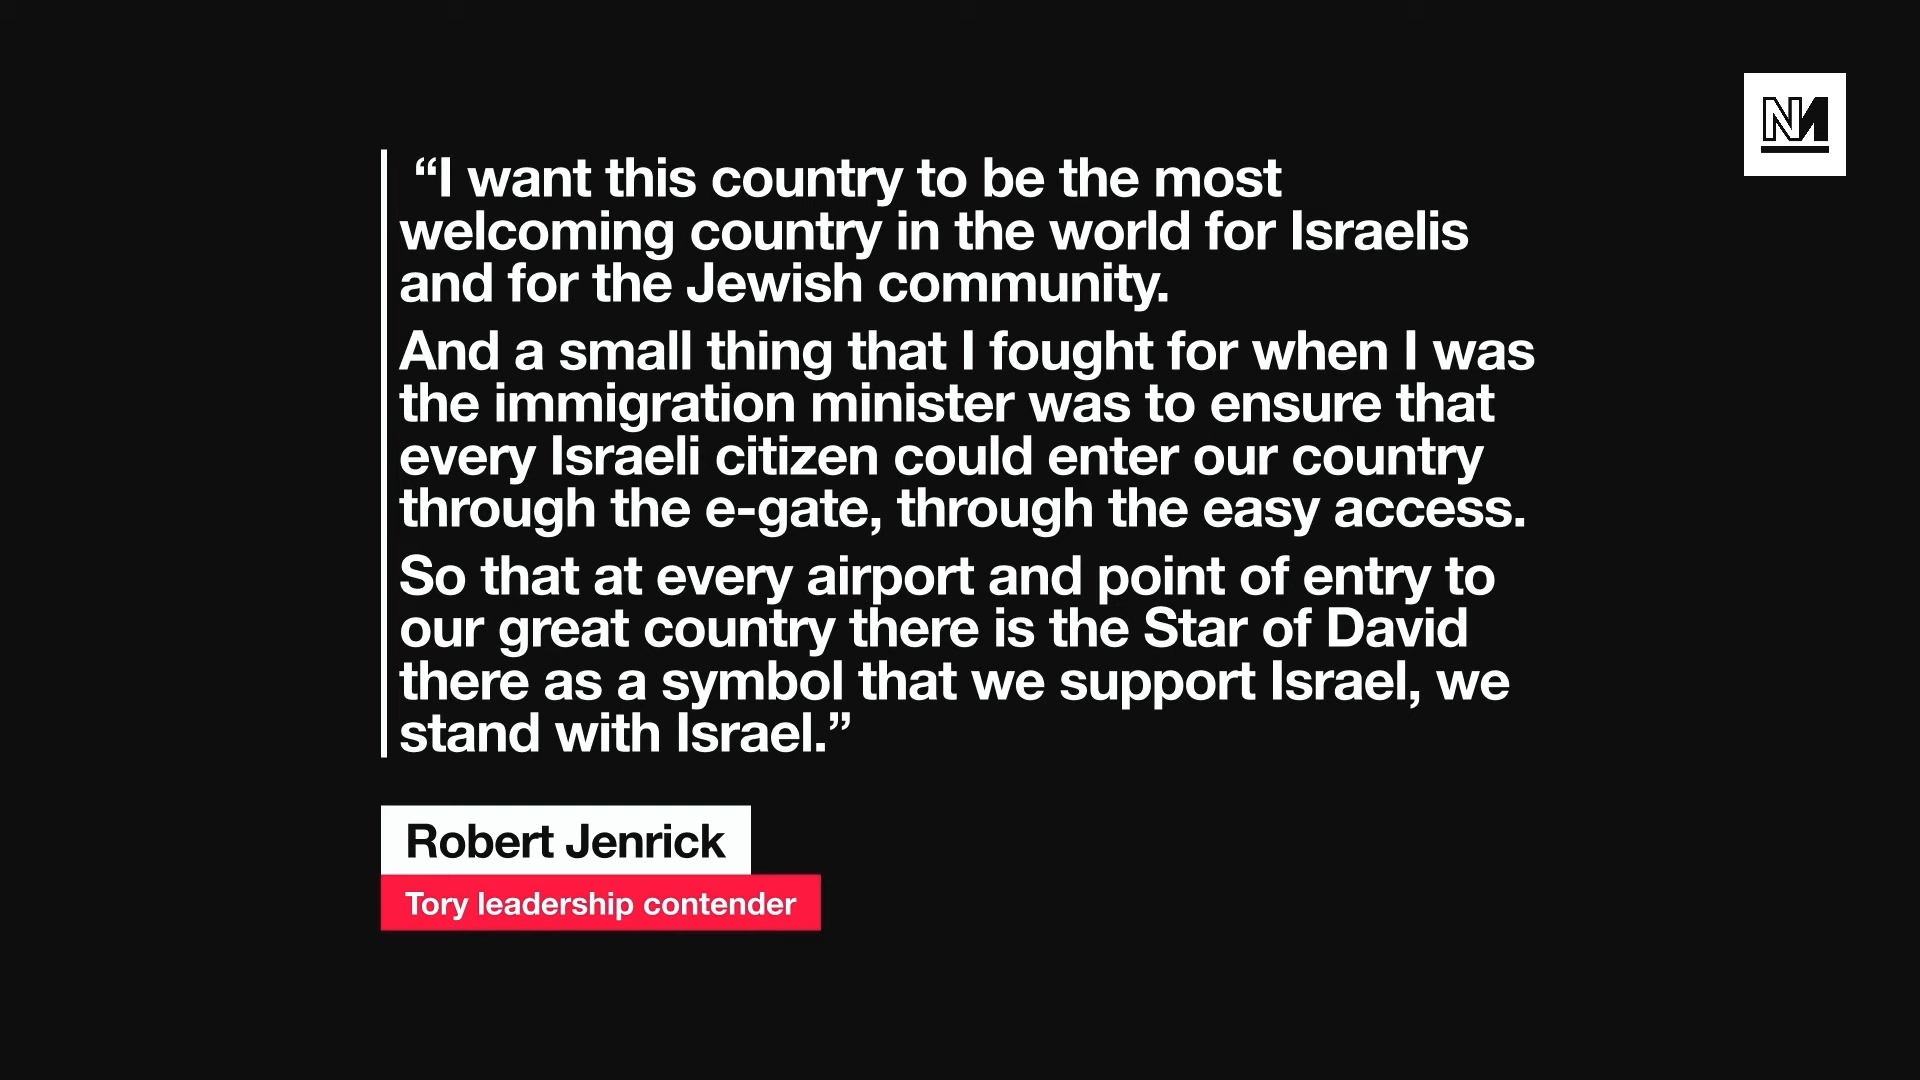 “I want this country to be the most
welcoming country in the world for Israelis
and for the Jewish community.
And a small thing that I fought for when I was
the immigration minister was to ensure that
every Israeli citizen could enter our country
through the e-gate, through the easy access.
So that at every airport and point of entry to
our great country there is the Star of David
there as a symbol that we support Israel, we
stand with Israel.”
Robert Jenrick
Tory leadership contender
NM